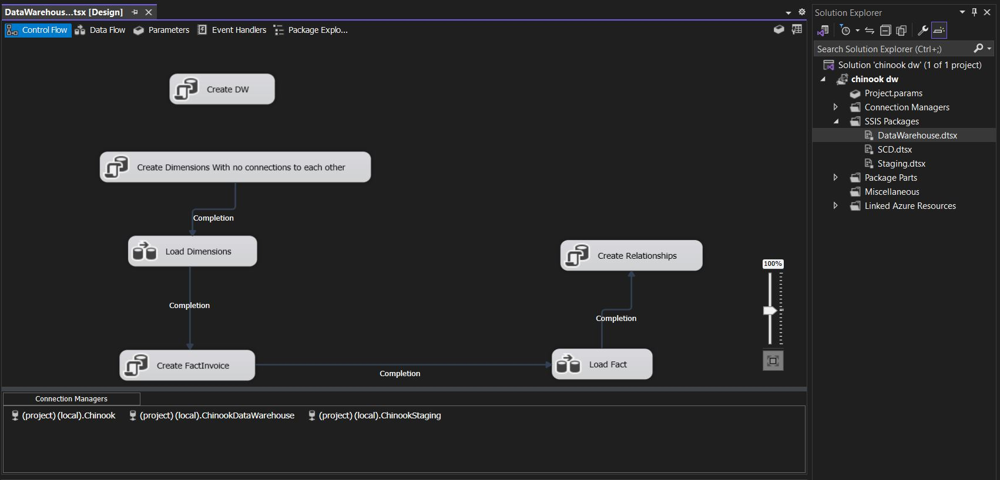 DataWarehous...tsx [Design]
Control Flow
Data Flow
Parameters
Event Handlers
Package Explo...
Create DW
Create Dimensions With no connections to each other
Completion
Load Dimensions
Completion
Create FactInvoice
Completion
Load Fact
Completion
Create Relationships
100%
Connection Managers
(project) (local).Chinook
(project) (local).ChinookDataWarehouse
(project) (local).ChinookStaging
Solution Explorer
Search Solution Explorer (Ctrl+;)
Solution 'chinook dw' (1 of 1 project)
chinook dw
Project.params
Connection Managers
SSIS Packages
DataWarehouse.dtsx
SCD.dtsx
Staging.dtsx
Package Parts
Miscellaneous
Linked Azure Resources